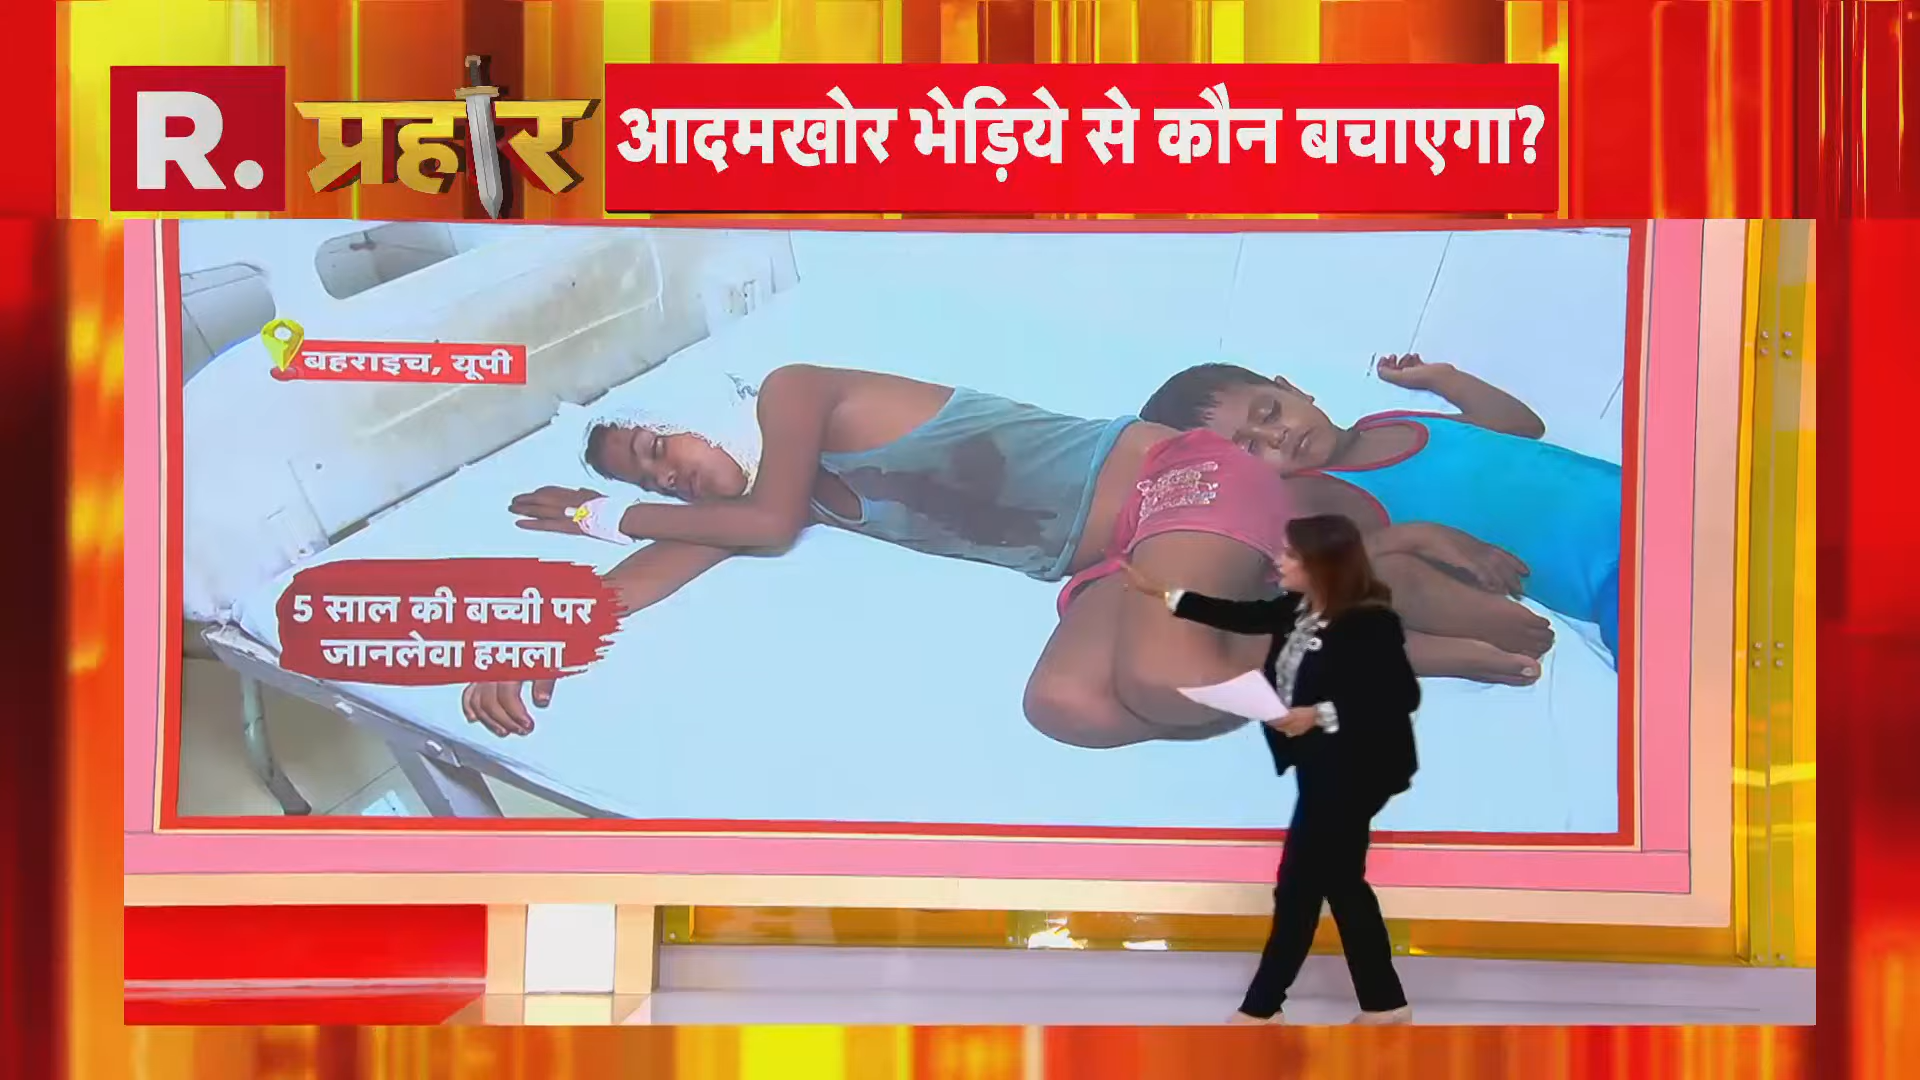 R.
प्रहार
आदमखोर भेड़िये से कौन बचाएगा?
बहराइच, यूपी
5 साल की बच्ची पर
जानलेवा हमला